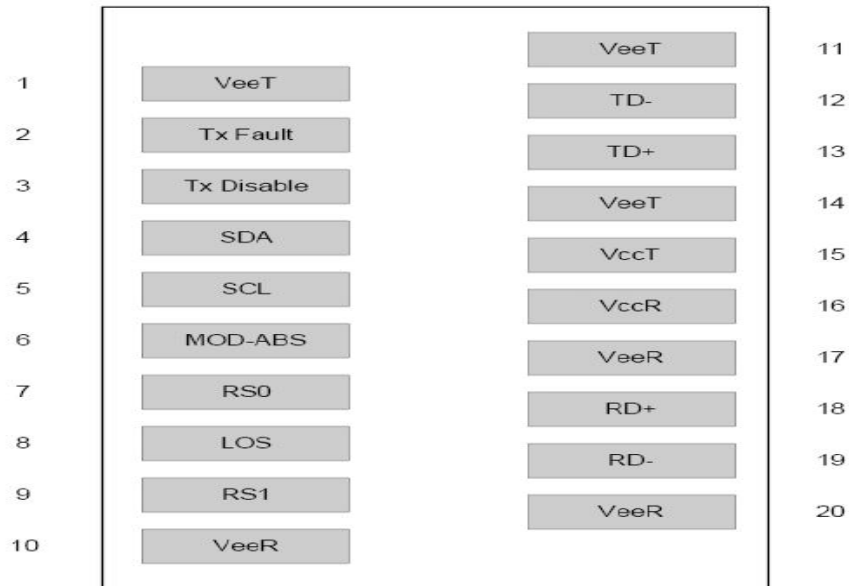 1 VeeT
2 Tx Fault
3 Tx Disable
4 SDA
5 SCL
6 MOD-ABS
7 RS0
8 LOS
9 RS1
10 VeeR
VeeT 11
TD- 12
TD+ 13
VeeT 14
VccT 15
VccR 16
VeeR 17
RD+ 18
RD- 19
VeeR 20